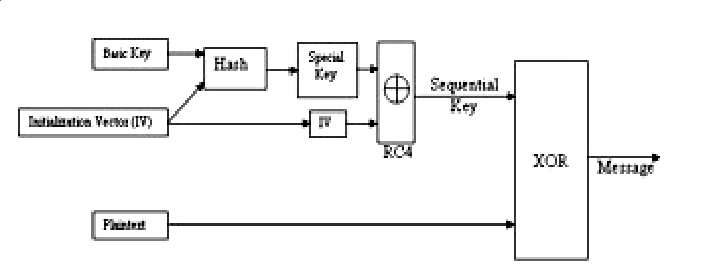 Basic Key
Hash
Special
Key
Sequential
Key
Initialization Vector (IV)
IV
RC4
XOR
Message
Plaintext